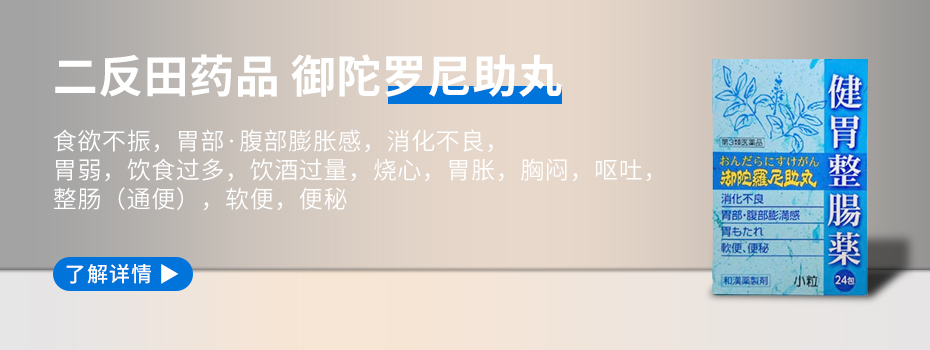 二反田药品 御陀罗尼助丸
食欲不振，胃部·腹部膨胀感，消化不良，
胃弱，饮食过多，饮酒过量，烧心，胃胀，胸闷，呕吐，
整肠（通便），软便，便秘
了解详情 ▶
健胃整腸薬
第3類医薬品
おんだらにすけがん
御陀羅尼助丸
消化不良
胃部・腹部膨満感
胃もたれ
軟便、便秘
和漢薬製剤
小粒
24包